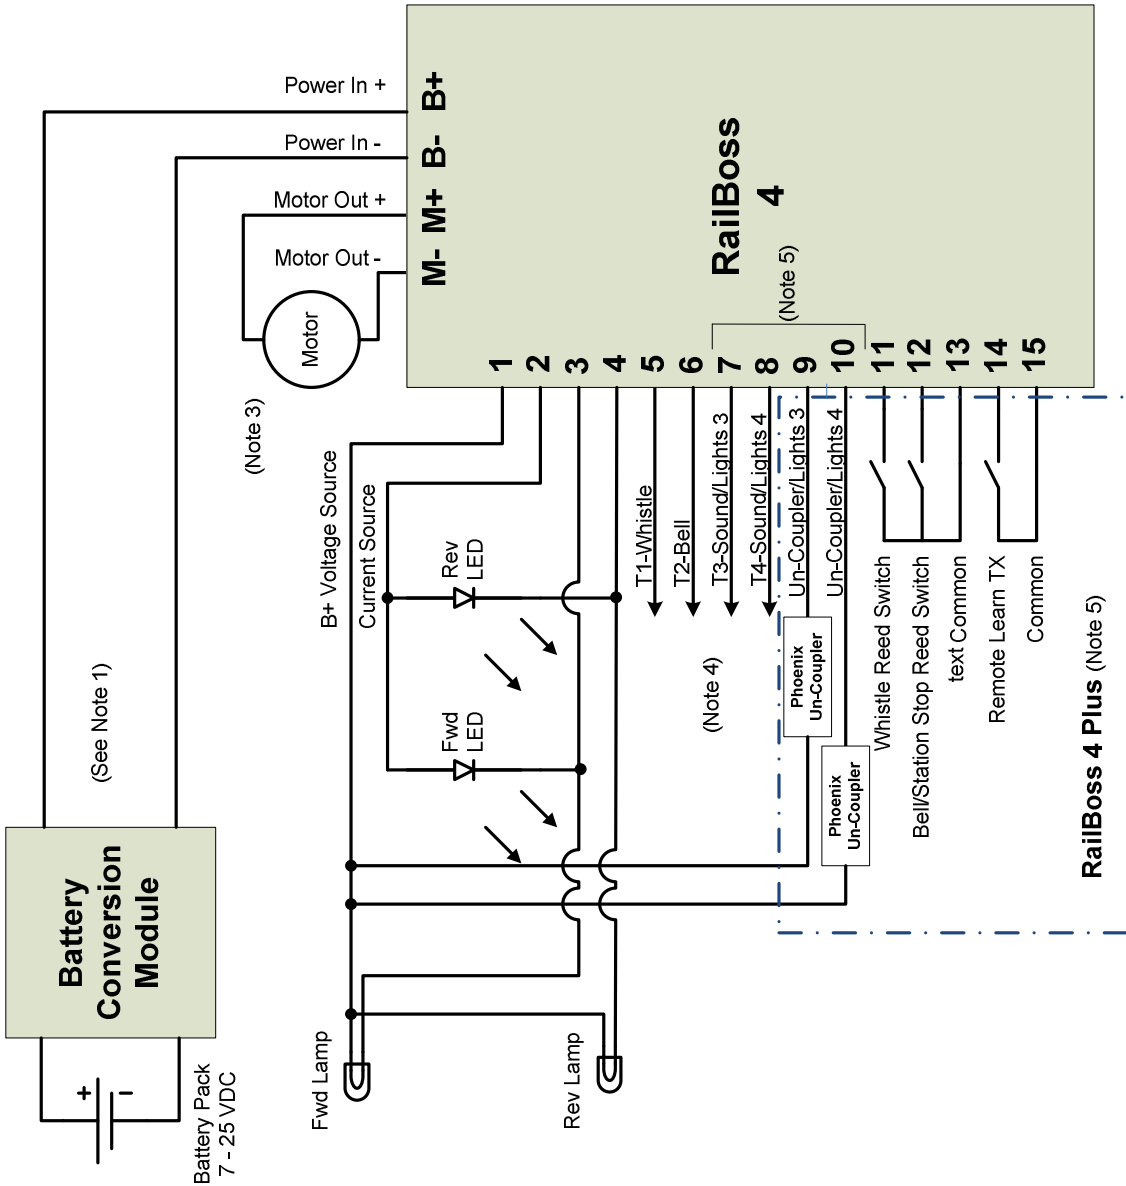 Power In +
Power In -
Motor Out +
Motor Out -
B+
B-
M+
M-
RailBoss
4
(Note 5)
Motor
(Note 3)
1
2
3
4
5
6
7
8
9
10
11
12
13
14
15
B+ Voltage Source
Current Source
Rev
LED
Fwd
LED
T1-Whistle
T2-Bell
T3-Sound/Lights 3
T4-Sound/Lights 4
Un-Coupler/Lights 3
Un-Coupler/Lights 4
(Note 4)
Phoenix
Un-Coupler
Phoenix
Un-Coupler
Whistle Reed Switch
Bell/Station Stop Reed Switch
text Common
Remote Learn TX
Common
RailBoss 4 Plus (Note 5)
(See Note 1)
Battery
Conversion
Module
+
-
Battery Pack
7 - 25 VDC
Fwd Lamp
Rev Lamp